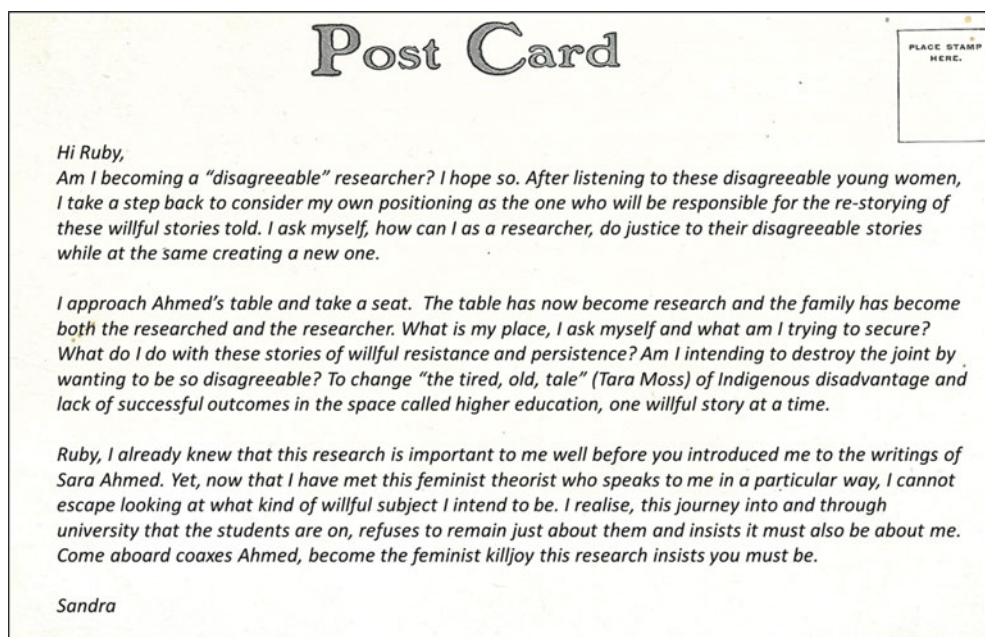 Post Card
PLACE STAMP
HERE.
Hi Ruby,
Am I becoming a “disagreeable” researcher? I hope so. After listening to these disagreeable young women,
I take a step back to consider my own positioning as the one who will be responsible for the re-storying of
these willful stories told. I ask myself, how can I as a researcher, do justice to their disagreeable stories
while at the same creating a new one.
I approach Ahmed’s table and take a seat.  The table has now become research and the family has become
both the researched and the researcher. What is my place, I ask myself and what am I trying to secure?
What do I do with these stories of willful resistance and persistence? Am I intending to destroy the joint by
wanting to be so disagreeable? To change “the tired, old, tale” (Tara Moss) of Indigenous disadvantage and
lack of successful outcomes in the space called higher education, one willful story at a time.
Ruby, I already knew that this research is important to me well before you introduced me to the writings of
Sara Ahmed. Yet, now that I have met this feminist theorist who speaks to me in a particular way, I cannot
escape looking at what kind of willful subject I intend to be. I realise, this journey into and through
university that the students are on, refuses to remain just about them and insists it must also be about me.
Come aboard coaxes Ahmed, become the feminist killjoy this research insists you must be.
Sandra